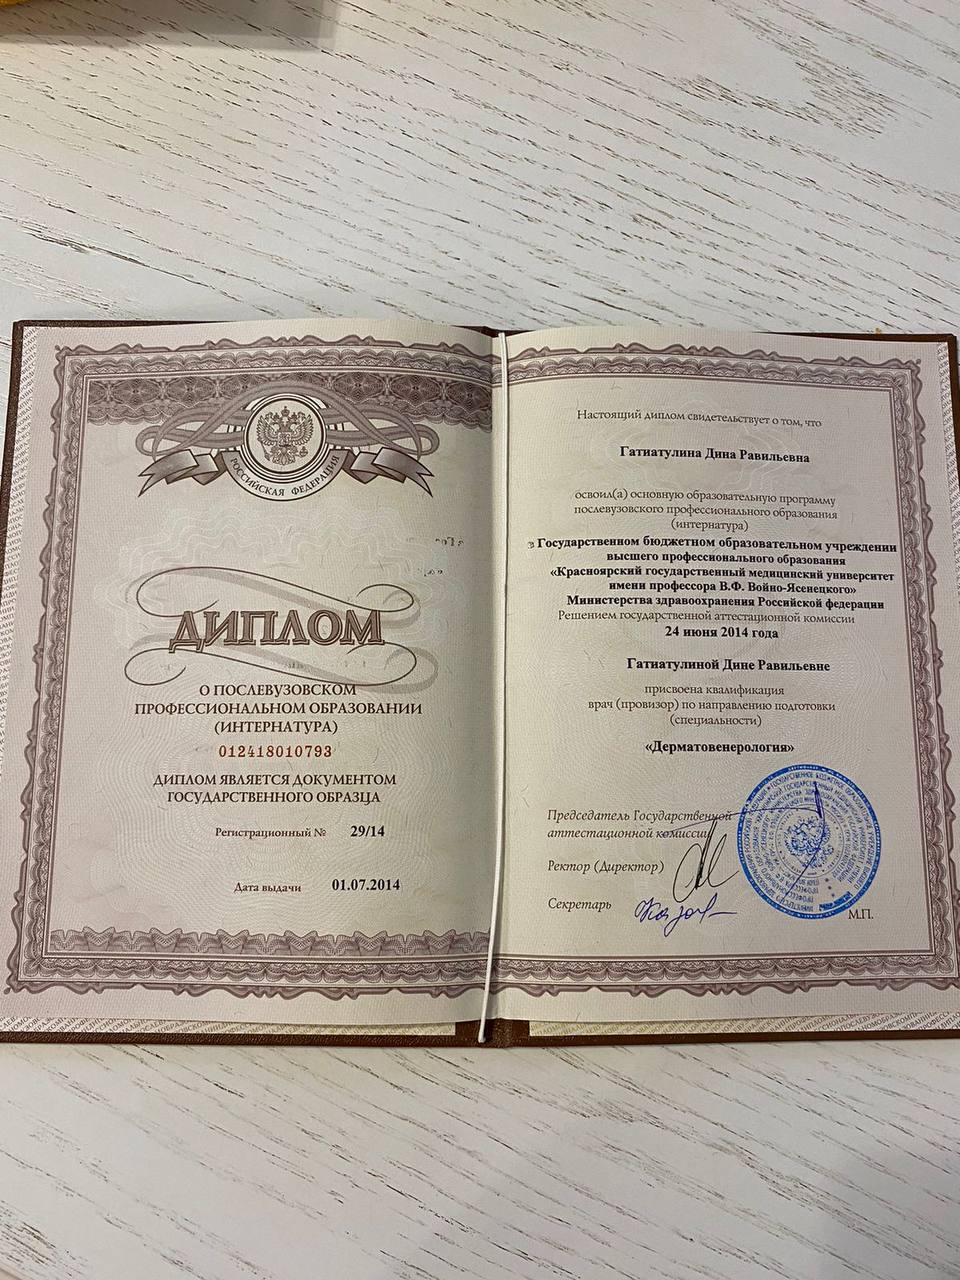 РОССИЙСКАЯ ФЕДЕРАЦИЯ
ДИПЛОМ
О ПОСЛЕВУЗОВСКОМ
ПРОФЕССИОНАЛЬНОМ ОБРАЗОВАНИИ
(ИНТЕРНАТУРА)
012418010793
ДИПЛОМ ЯВЛЯЕТСЯ ДОКУМЕНТОМ
ГОСУДАРСТВЕННОГО ОБРАЗЦА
Регистрационный № 29/14
Дата выдачи 01.07.2014
Настоящий диплом свидетельствует о том, что
Гатиатулина Дина Равильевна
освоил(а) основную образовательную программу
послевузовского профессионального образования
(интернатура)
в Государственном бюджетном образовательном учреждении
высшего профессионального образования
«Красноярский государственный медицинский университет
имени профессора В.Ф. Войно-Ясенецкого»
Министерства здравоохранения Российской федерации
Решением государственной аттестационной комиссии
24 июня 2014 года
Гатиатулиной Дине Равильевне
присвоена квалификация
врач (провизор) по направлению подготовки
(специальности)
«Дерматовенерология»
Председатель Государственной
аттестационной комиссии
Ректор (Директор)
Секретарь
М.П.